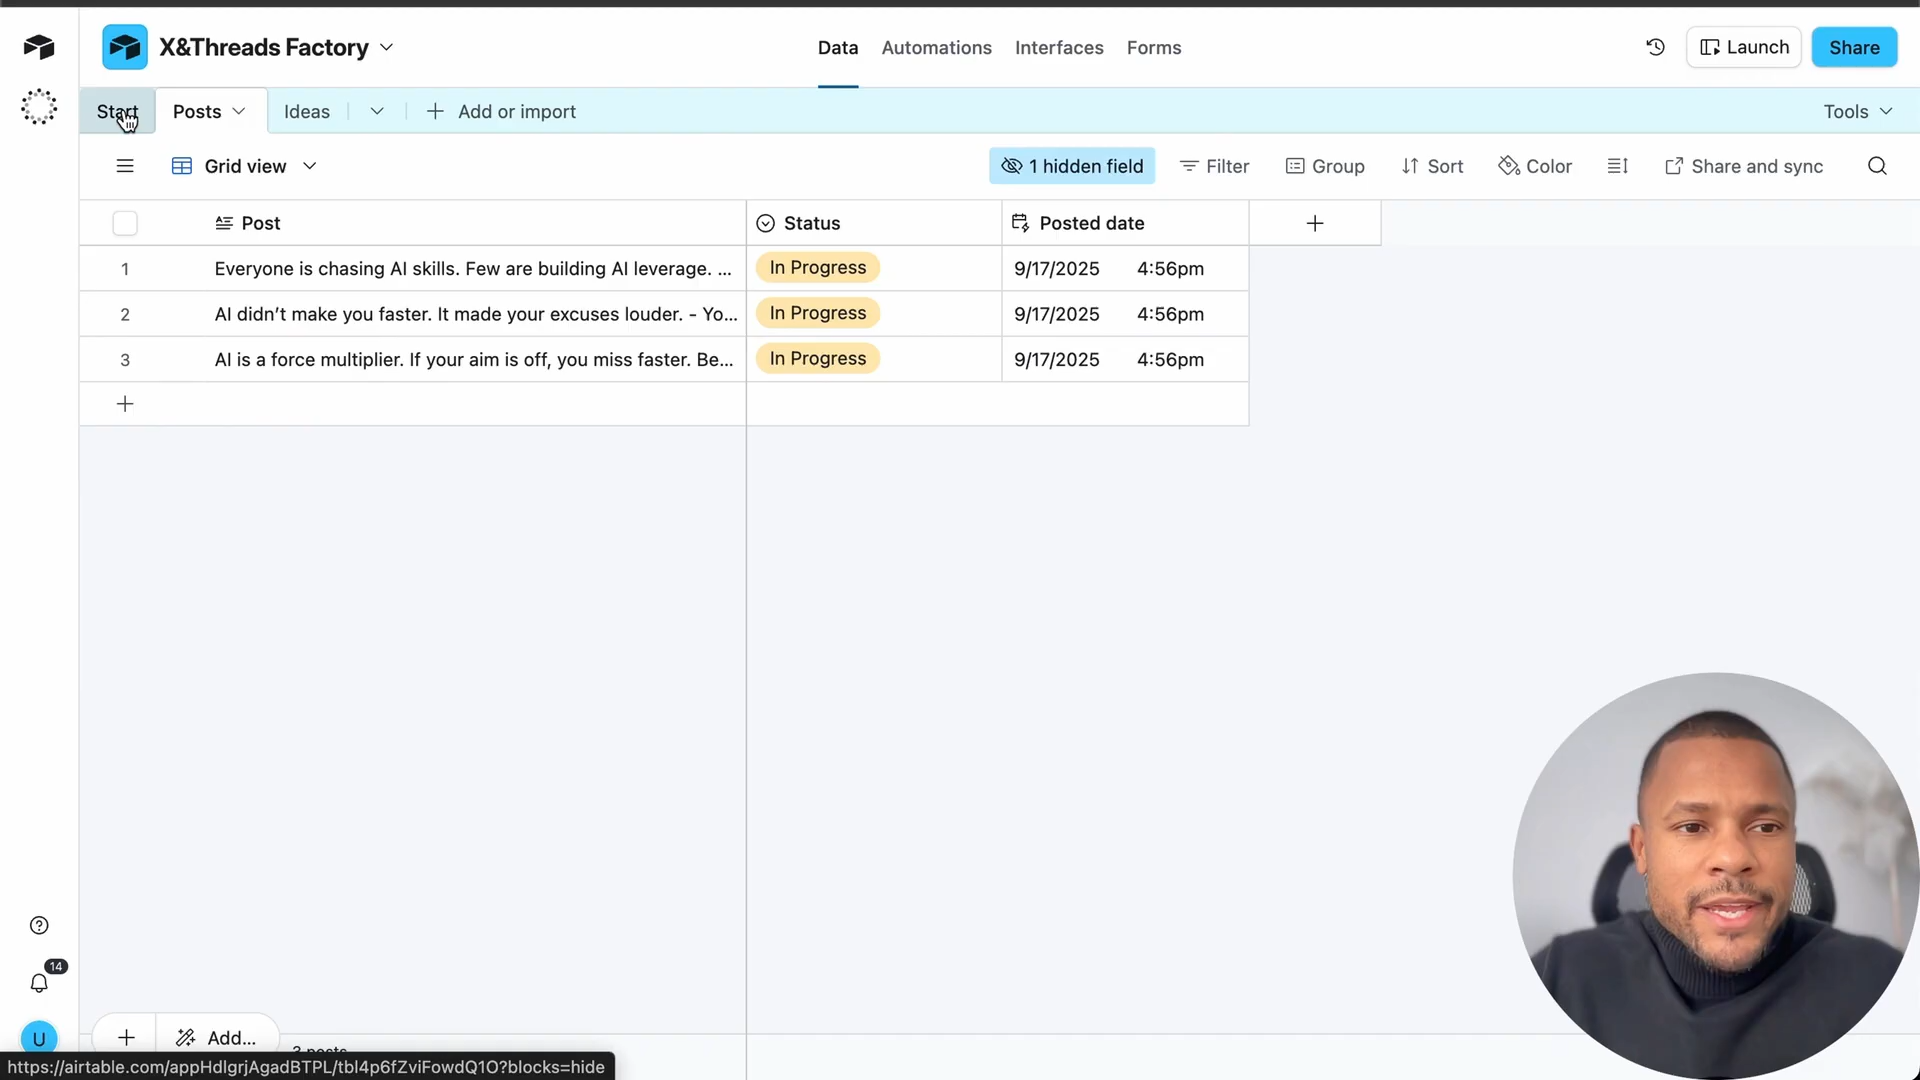 X&Threads Factory
Data Automations Interfaces Forms
Launch
Share
Start Posts Ideas Add or import Tools
Grid view
1 hidden field Filter Group Sort Color Share and sync
Post Status Posted date
1 Everyone is chasing AI skills. Few are building AI leverage. ... In Progress 9/17/2025 4:56pm
2 AI didn’t make you faster. It made your excuses louder. - Yo... In Progress 9/17/2025 4:56pm
3 AI is a force multiplier. If your aim is off, you miss faster. Be... In Progress 9/17/2025 4:56pm
14
U
Add...
3 posts
https://airtable.com/appHdlgrjAgadBTPL/tbl4p6fZviFowdQ1O?blocks=hide